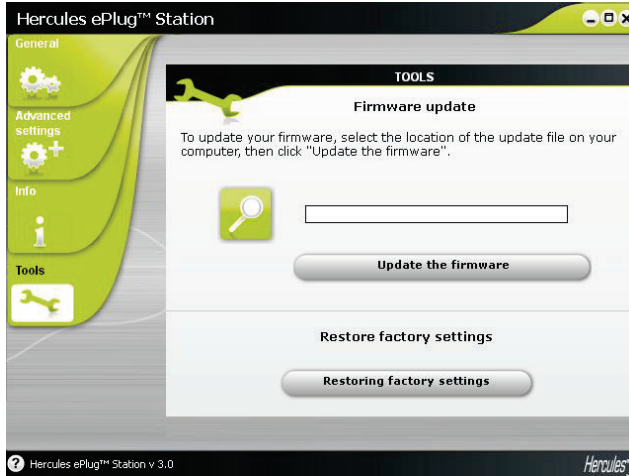 Hercules ePlug™ Station
General
Advanced
settings
Info
Tools
TOOLS
Firmware update
To update your firmware, select the location of the update file on your
computer, then click "Update the firmware".
Update the firmware
Restore factory settings
Restoring factory settings
? Hercules ePlug™ Station v 3.0
Hercules®